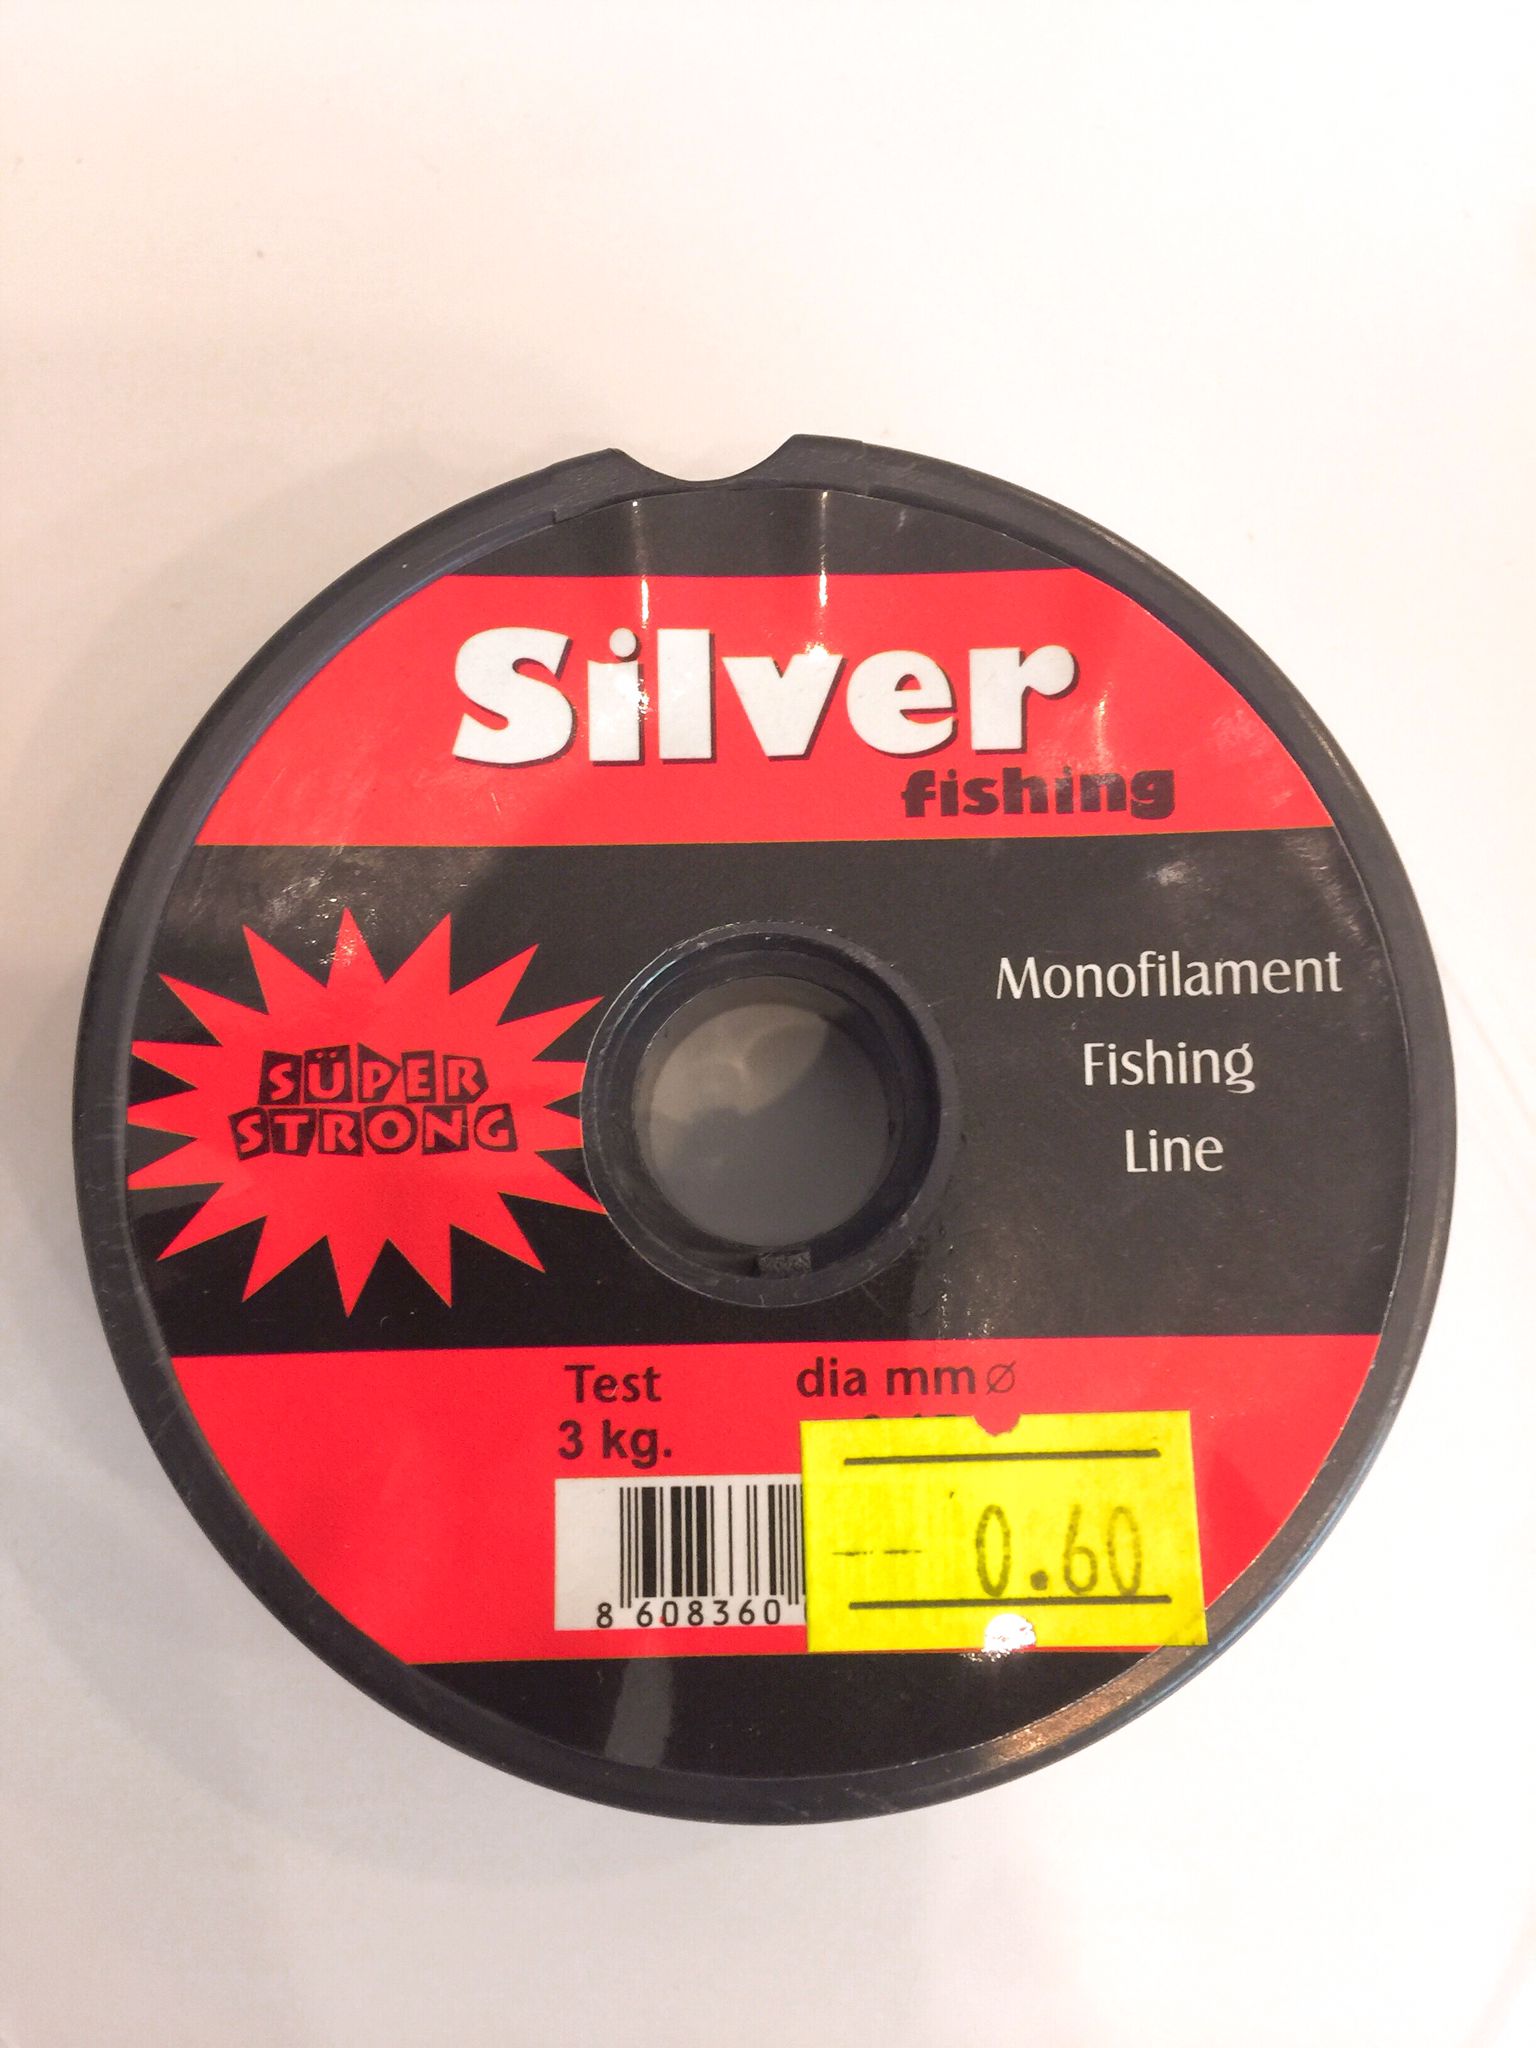 Silver
fishing
SÜPER
STRONG
Monofilament
Fishing
Line
Test
dia mm ø
3 kg.
0.60
8 608360